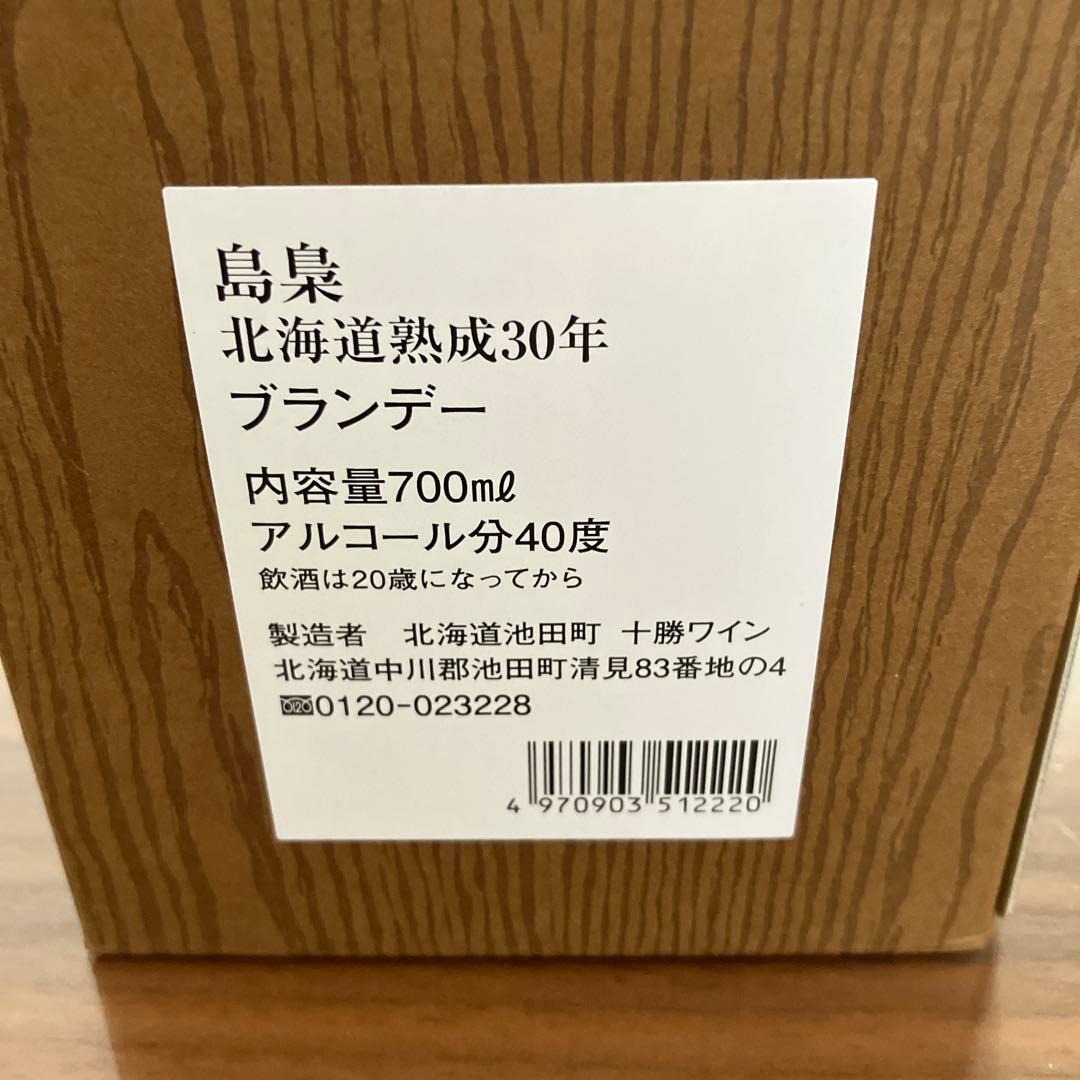 島梟
北海道熟成30年
ブランデー
内容量700㎖
アルコール分40度
飲酒は20歳になってから
製造者　北海道池田町 十勝ワイン
北海道中川郡池田町清見83番地の4
0120-023228
4 970903 512220